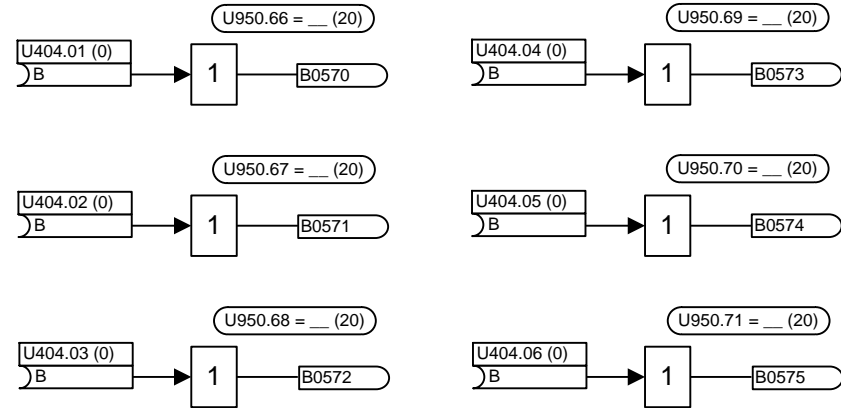 U950.66 = __ (20)
U404.01 (0)
B
1
B0570
U950.67 = __ (20)
U404.02 (0)
B
1
B0571
U950.68 = __ (20)
U404.03 (0)
B
1
B0572
U950.69 = __ (20)
U404.04 (0)
B
1
B0573
U950.70 = __ (20)
U404.05 (0)
B
1
B0574
U950.71 = __ (20)
U404.06 (0)
B
1
B0575